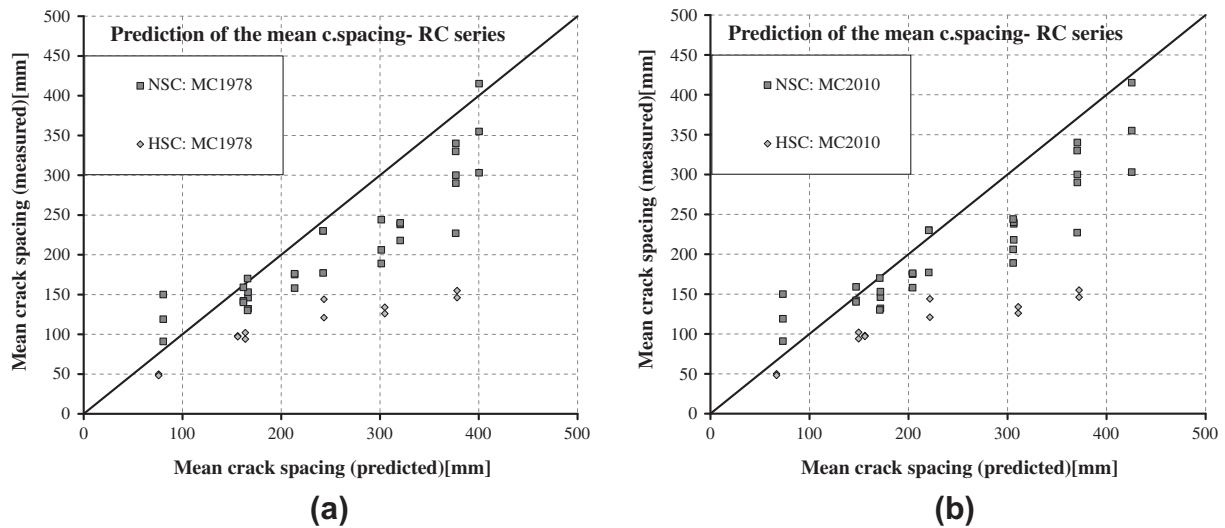 Prediction of the mean c.spacing- RC series
NSC: MC1978
HSC: MC1978
500
450
400
350
300
250
200
150
100
50
0
0 100 200 300 400 500
Mean crack spacing (measured)[mm]
Mean crack spacing (predicted)[mm]
(a)
Prediction of the mean c.spacing- RC series
NSC: MC2010
HSC: MC2010
500
450
400
350
300
250
200
150
100
50
0
0 100 200 300 400 500
Mean crack spacing (measured) [mm]
Mean crack spacing (predicted)[mm]
(b)